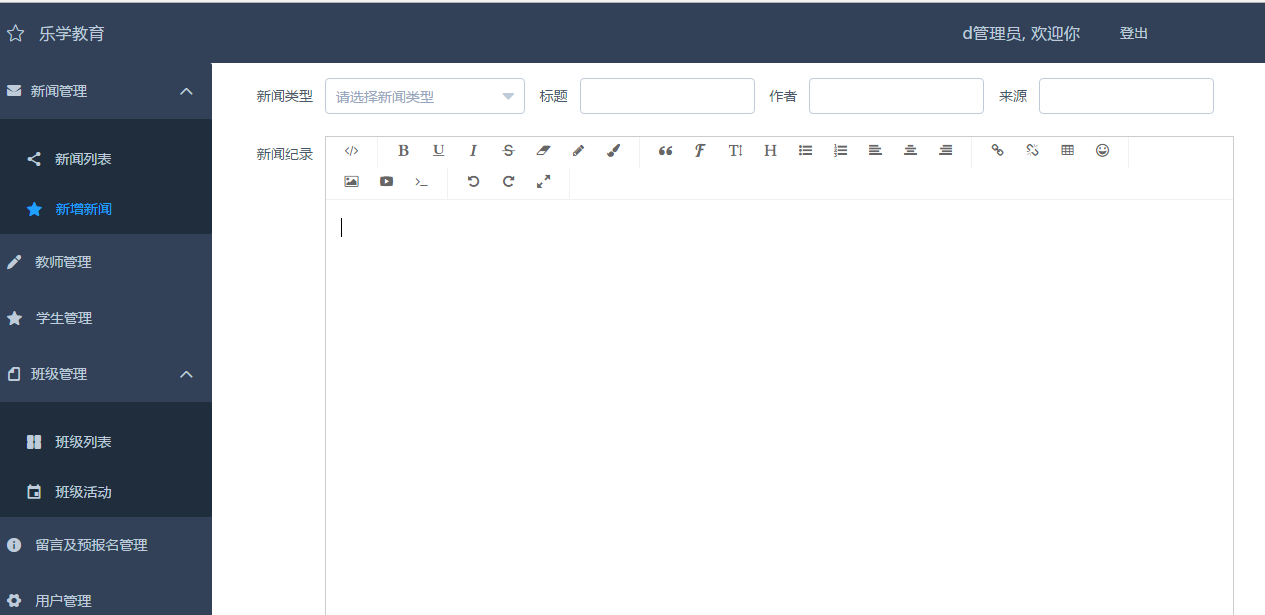 乐学教育
d管理员, 欢迎你 登出
新闻管理
新闻列表
新增新闻
教师管理
学生管理
班级管理
班级列表
班级活动
留言及预报名管理
用户管理
新闻类型 请选择新闻类型 标题 作者 来源
新闻纪录